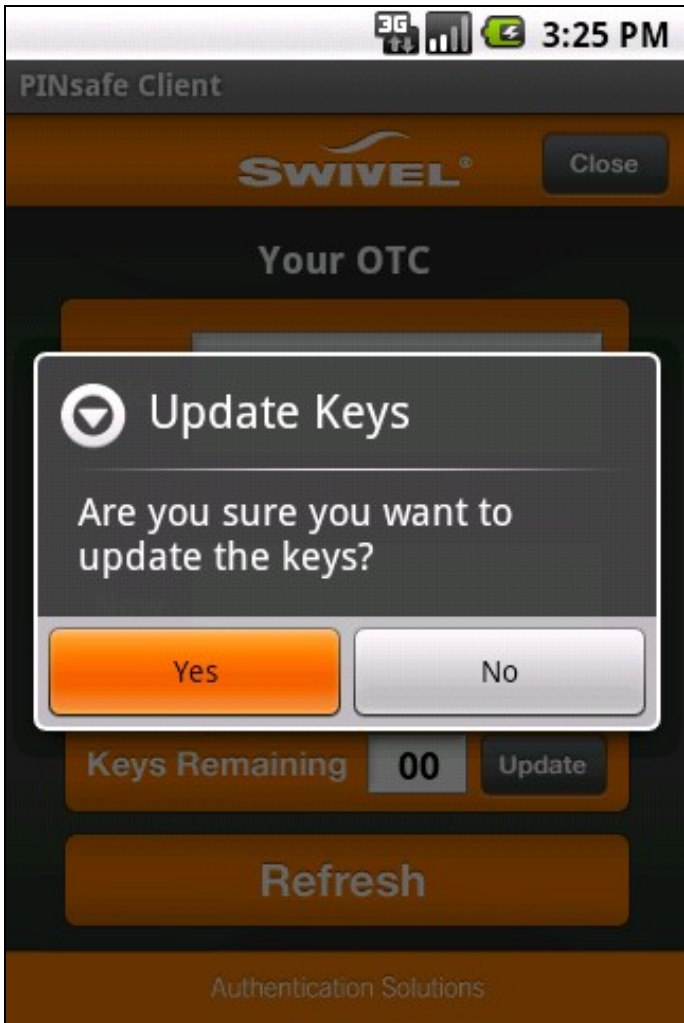 3G 3:25 PM
PINsafe Client
SWIVEL®
Close
Your OTC
Update Keys
Are you sure you want to
update the keys?
Yes
No
Keys Remaining 00 Update
Refresh
Authentication Solutions